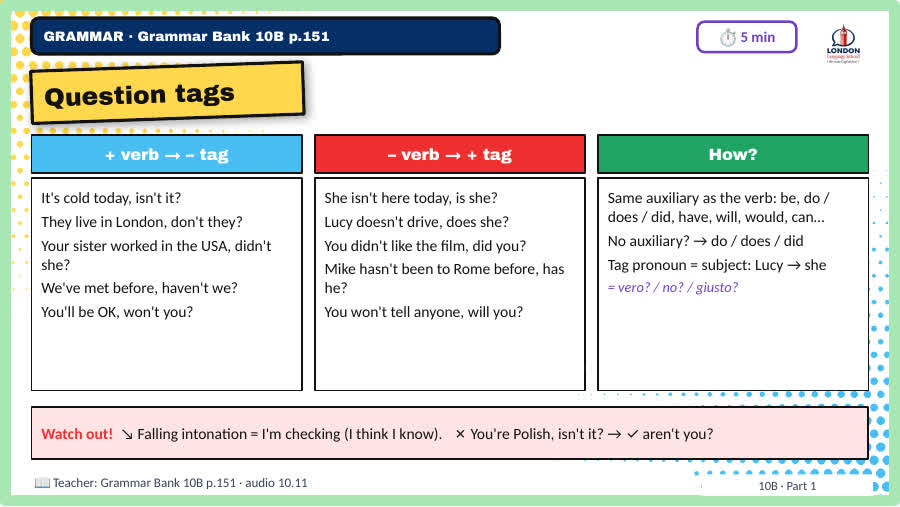 GRAMMAR · Grammar Bank 10B p.151
⏱️ 5 min
LONDON
Question tags
+ verb → – tag
It's cold today, isn't it?
They live in London, don't they?
Your sister worked in the USA, didn't
she?
We've met before, haven't we?
You'll be OK, won't you?
– verb → + tag
She isn't here today, is she?
Lucy doesn't drive, does she?
You didn't like the film, did you?
Mike hasn't been to Rome before, has
he?
You won't tell anyone, will you?
How?
Same auxiliary as the verb: be, do /
does / did, have, will, would, can...
No auxiliary? → do / does / did
Tag pronoun = subject: Lucy → she
= vero? / no? / giusto?
Watch out! ↘ Falling intonation = I'm checking (I think I know). ✕ You're Polish, isn't it? → ✓ aren't you?
📖 Teacher: Grammar Bank 10B p.151 · audio 10.11
10B · Part 1